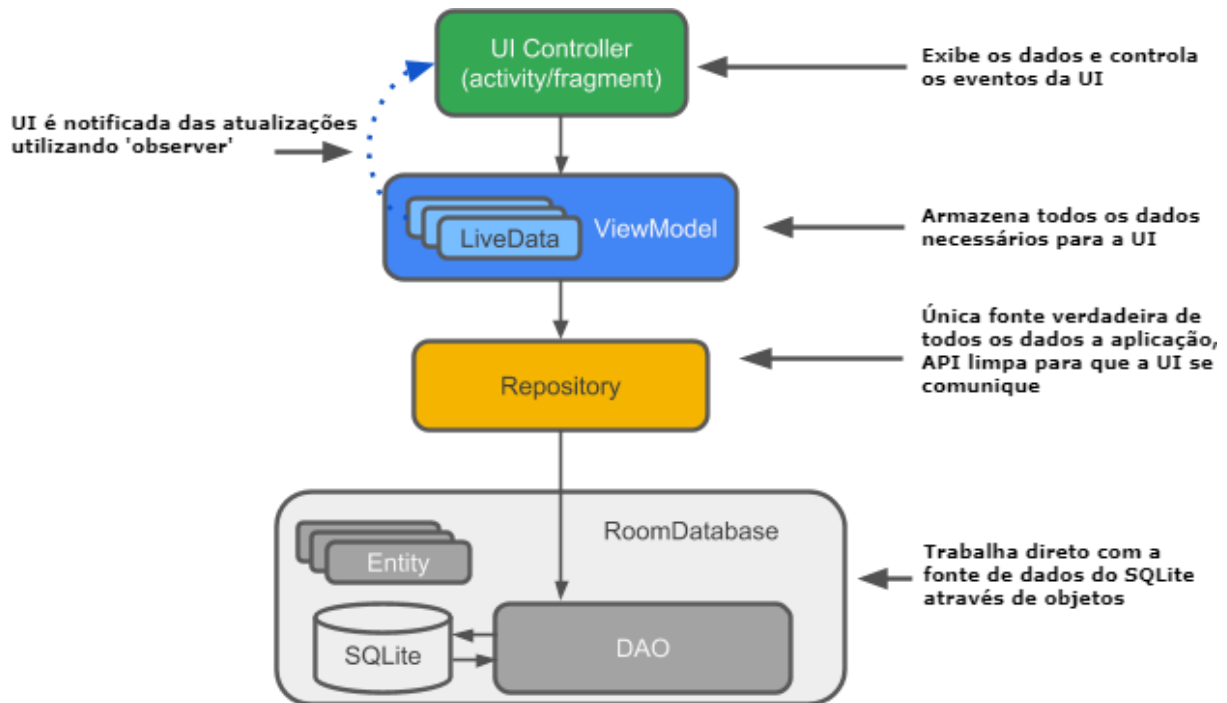 UI Controller
(activity/fragment)
Exibe os dados e controla
os eventos da UI
UI é notificada das atualizações
utilizando 'observer'
LiveData
ViewModel
Armazena todos os dados
necessários para a UI
Única fonte verdadeira de
todos os dados a aplicação,
API limpa para que a UI se
comunique
Repository
RoomDatabase
Entity
Trabalha direto com a
fonte de dados do SQLite
através de objetos
SQLite
DAO